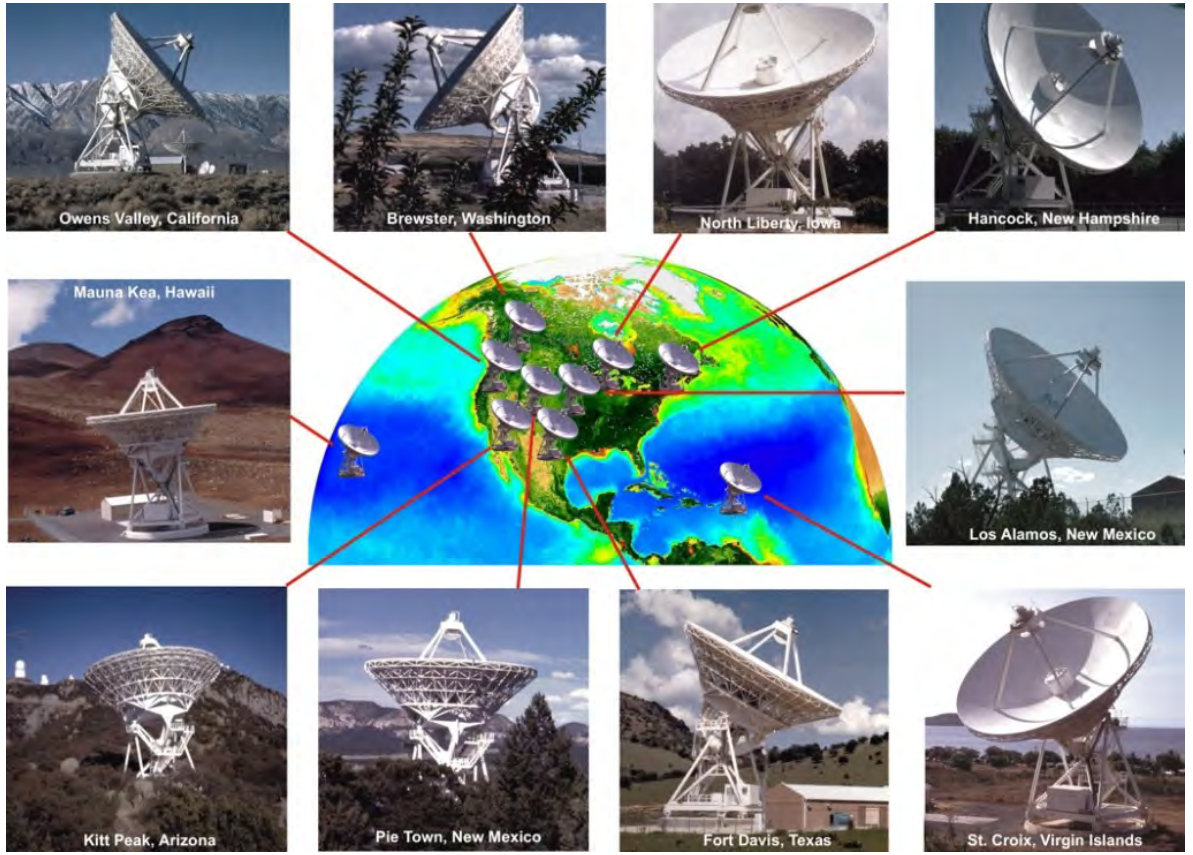 Owens Valley, California
Brewster, Washington
North Liberty, Iowa
Hancock, New Hampshire
Mauna Kea, Hawaii
Los Alamos, New Mexico
Kitt Peak, Arizona
Pie Town, New Mexico
Fort Davis, Texas
St. Croix, Virgin Islands